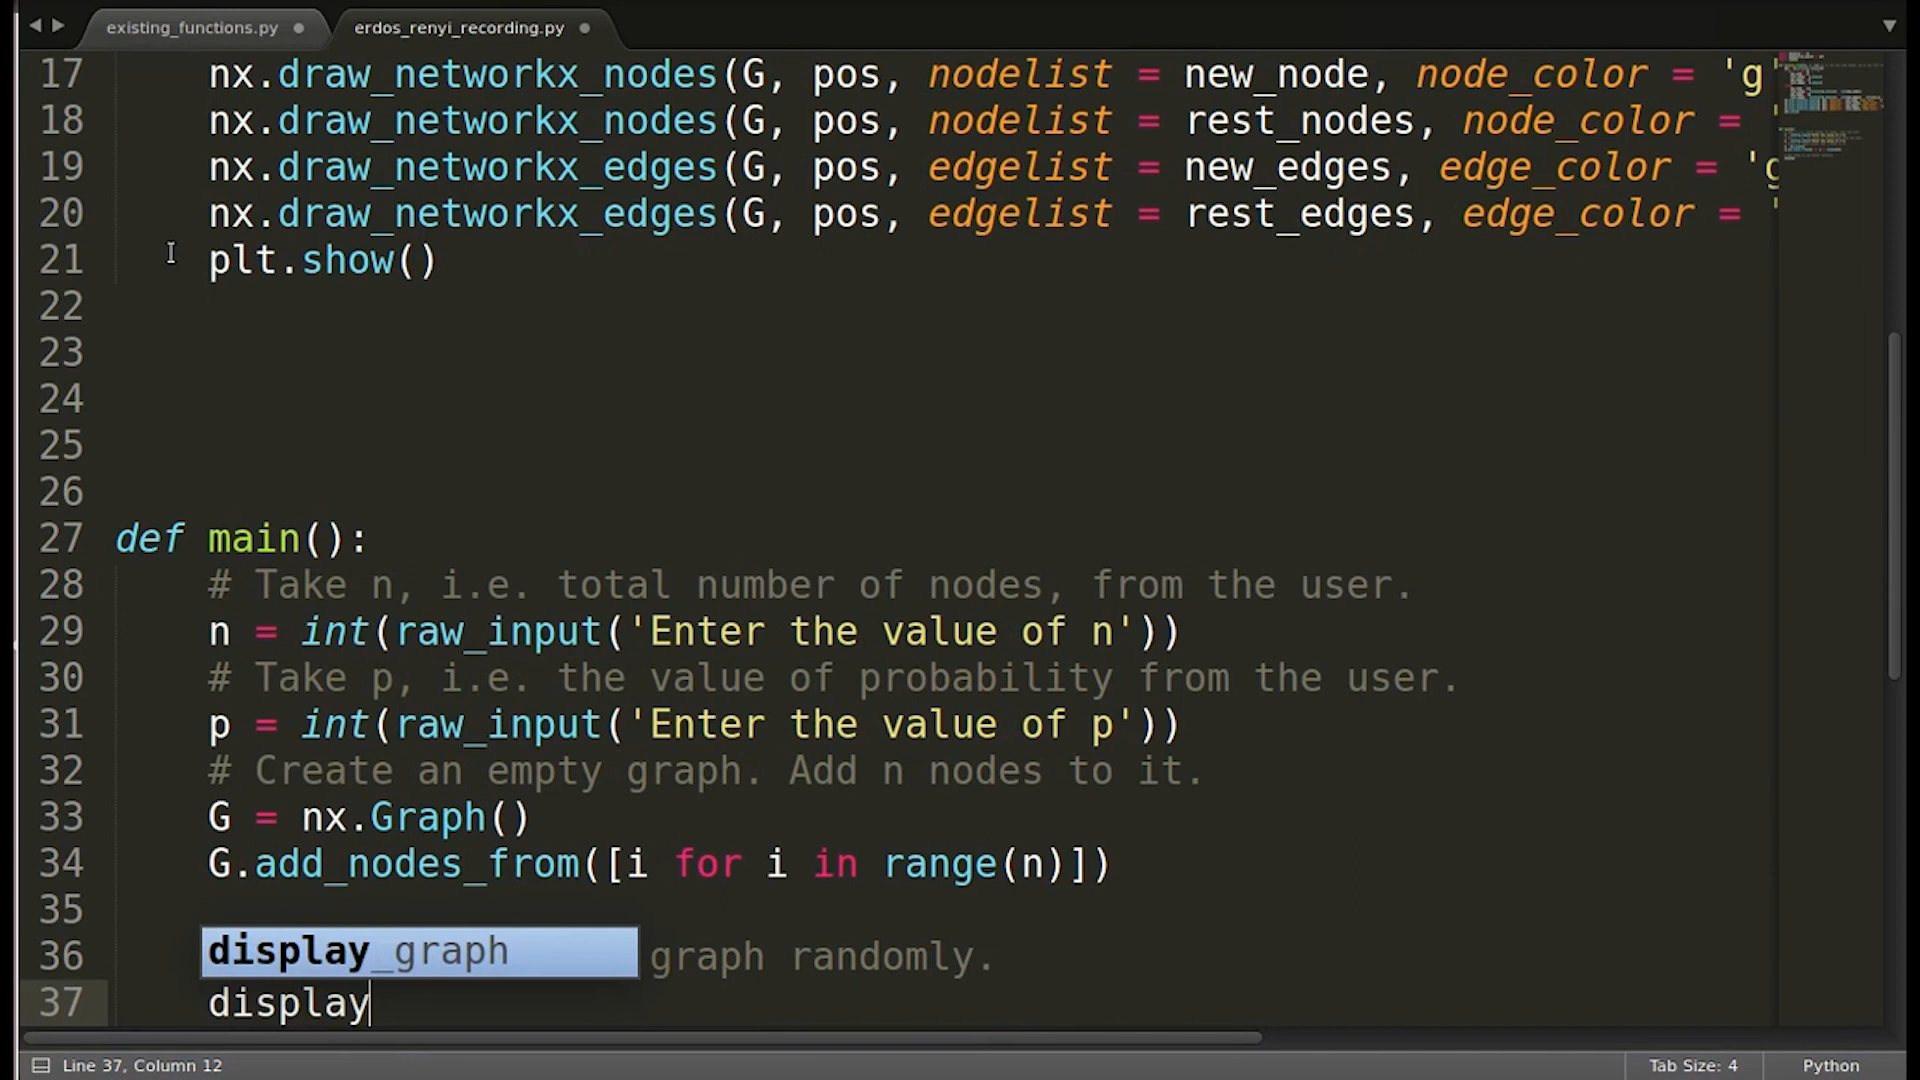 existing_functions.py
erdos_renyi_recording.py
17 nx.draw_networkx_nodes(G, pos, nodelist = new_node, node_color = 'g
18 nx.draw_networkx_nodes(G, pos, nodelist = rest_nodes, node_color = '
19 nx.draw_networkx_edges(G, pos, edgelist = new_edges, edge_color = 'g
20 nx.draw_networkx_edges(G, pos, edgelist = rest_edges, edge_color = '
21 plt.show()
22
23
24
25
26
27 def main():
28 # Take n, i.e. total number of nodes, from the user.
29 n = int(raw_input('Enter the value of n'))
30 # Take p, i.e. the value of probability from the user.
31 p = int(raw_input('Enter the value of p'))
32 # Create an empty graph. Add n nodes to it.
33 G = nx.Graph()
34 G.add_nodes_from([i for i in range(n)])
35
display_graph
36 graph randomly.
37 display
Line 37, Column 12
Tab Size: 4
Python